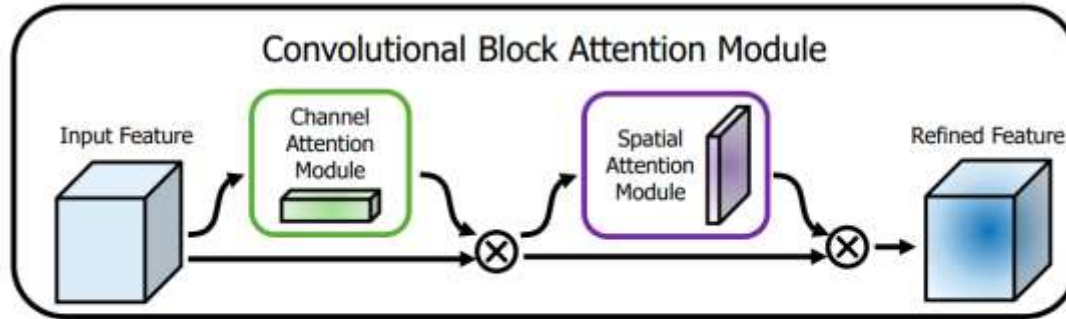 Convolutional Block Attention Module
Input Feature
Channel
Attention
Module
Spatial
Attention
Module
Refined Feature